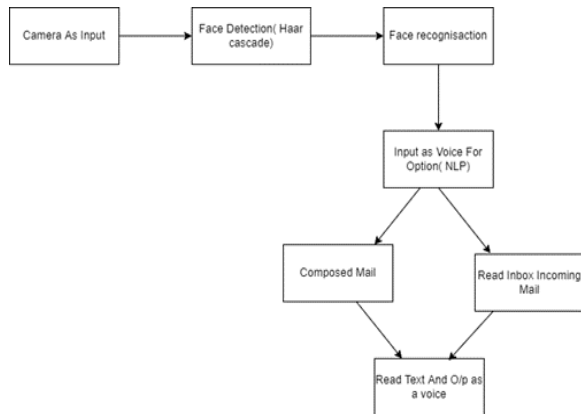 Camera As Input
Face Detection( Haar
cascade)
Face recognisaction
Input as Voice For
Option( NLP)
Composed Mail
Read Inbox Incoming
Mail
Read Text And O/p as
a voice